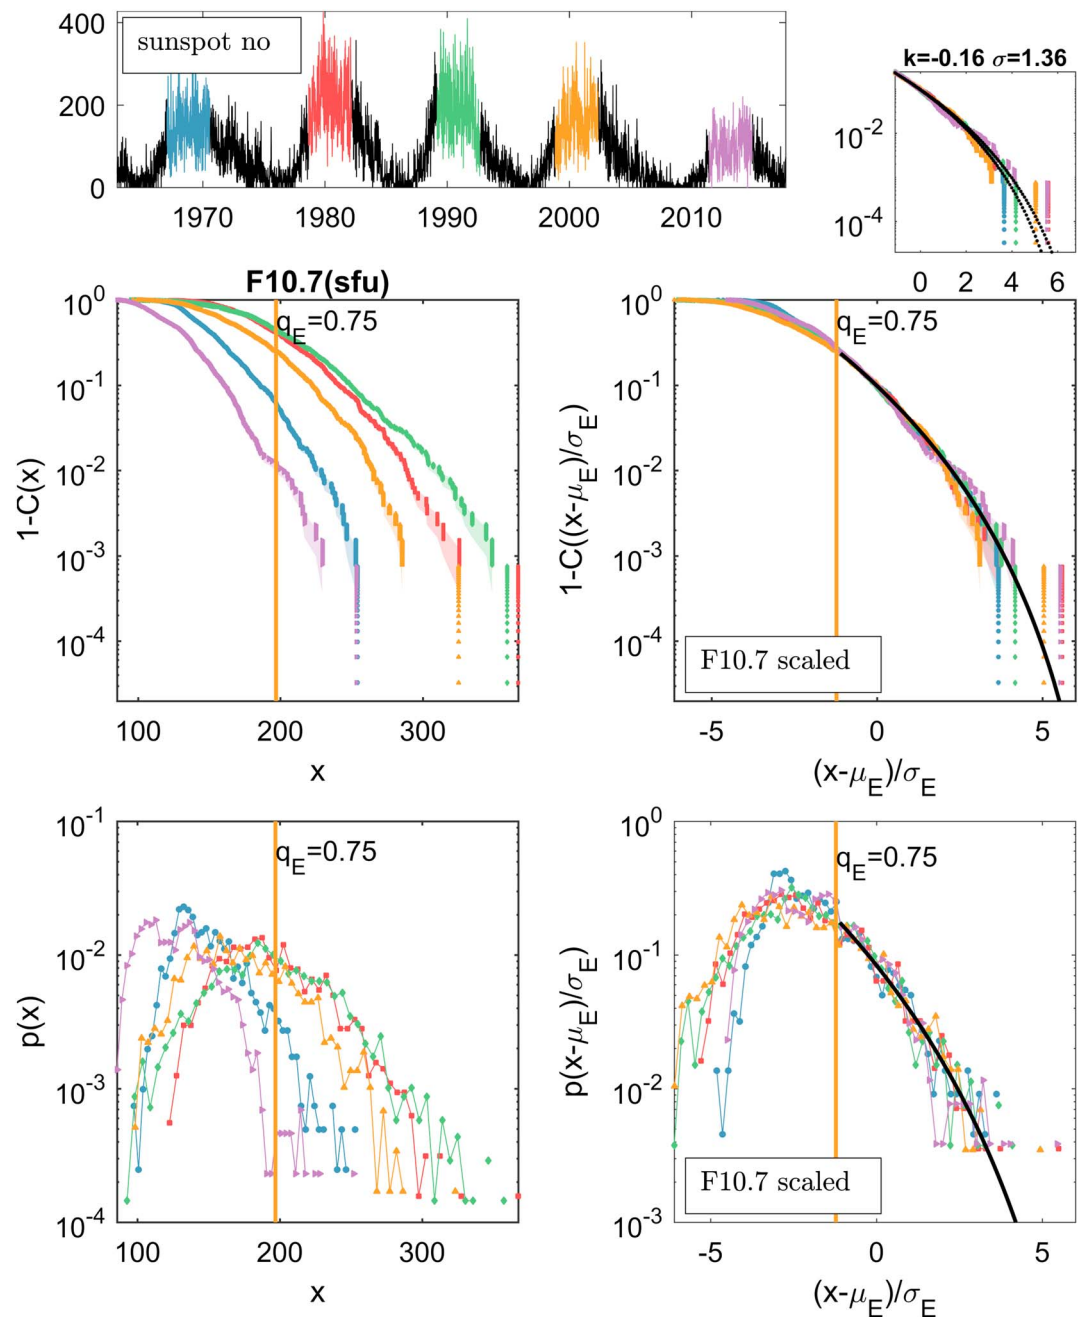 400
200
0
sunspot no
1970 1980 1990 2000 2010
k=-0.16 σ=1.36
10^-2
10^-4
0 2 4 6
F10.7(sfu)
q_E=0.75
10^0
10^-1
10^-2
10^-3
10^-4
1-C(x)
100 200 300
x
q_E=0.75
10^0
10^-1
10^-2
10^-3
10^-4
1-C((x-μ_E)/σ_E)
F10.7 scaled
-5 0 5
(x-μ_E)/σ_E
q_E=0.75
10^-1
10^-2
10^-3
10^-4
p(x)
100 200 300
x
q_E=0.75
10^0
10^-1
10^-2
10^-3
p(x-μ_E)/σ_E)
F10.7 scaled
-5 0 5
(x-μ_E)/σ_E